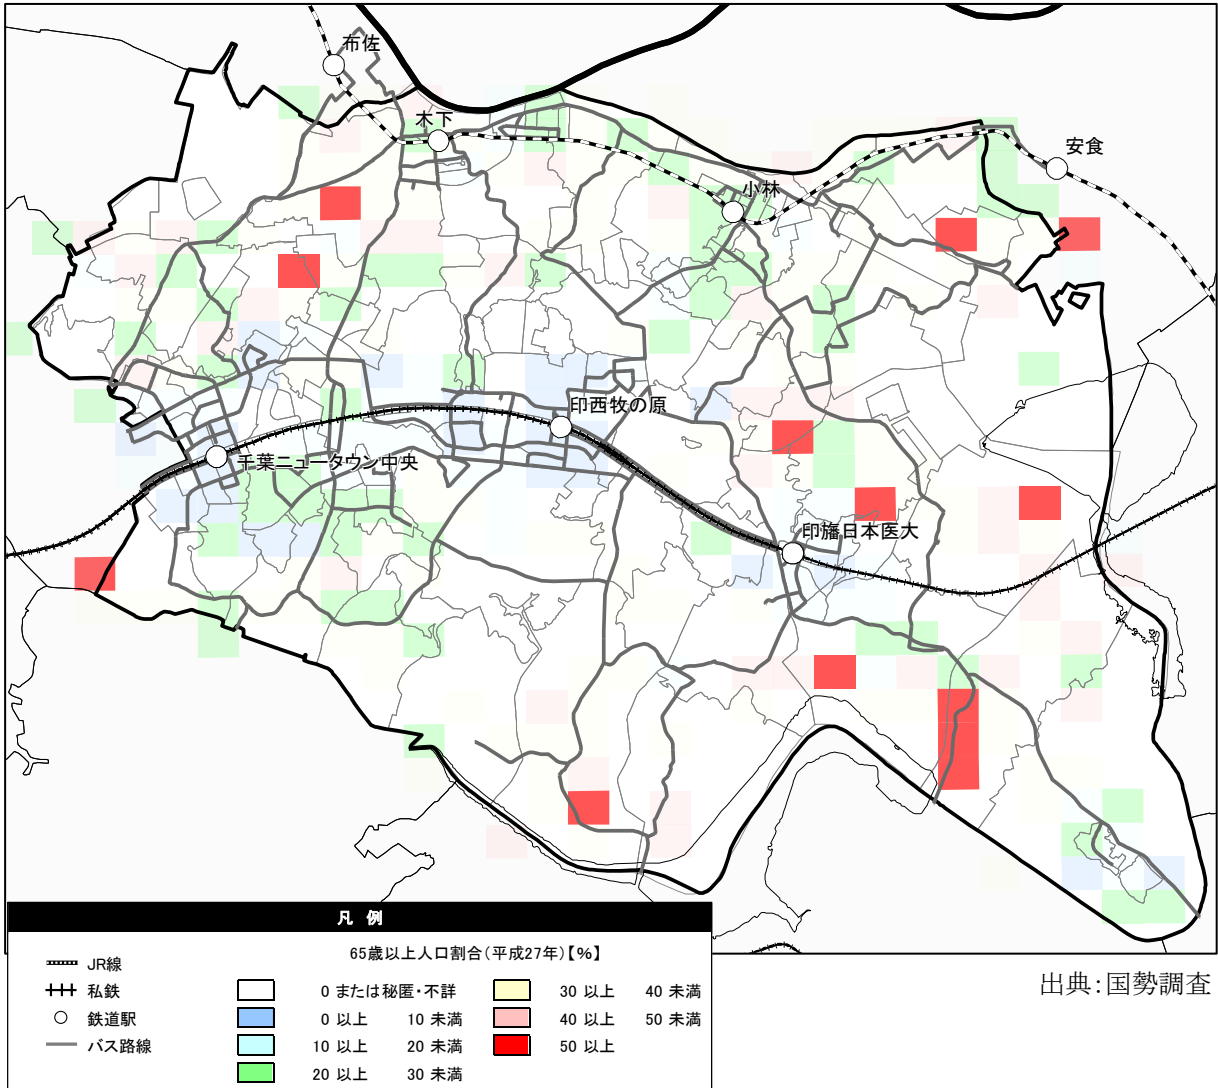 布佐
木下
安食
小林
印西牧の原
千葉ニュータウン中央
印旛日本医大
凡 例
65歳以上人口割合(平成27年)【%】
JR線
私鉄
鉄道駅
バス路線
0 または秘匿・不詳
0 以上 10 未満
10 以上 20 未満
20 以上 30 未満
30 以上 40 未満
40 以上 50 未満
50 以上
出典:国勢調査